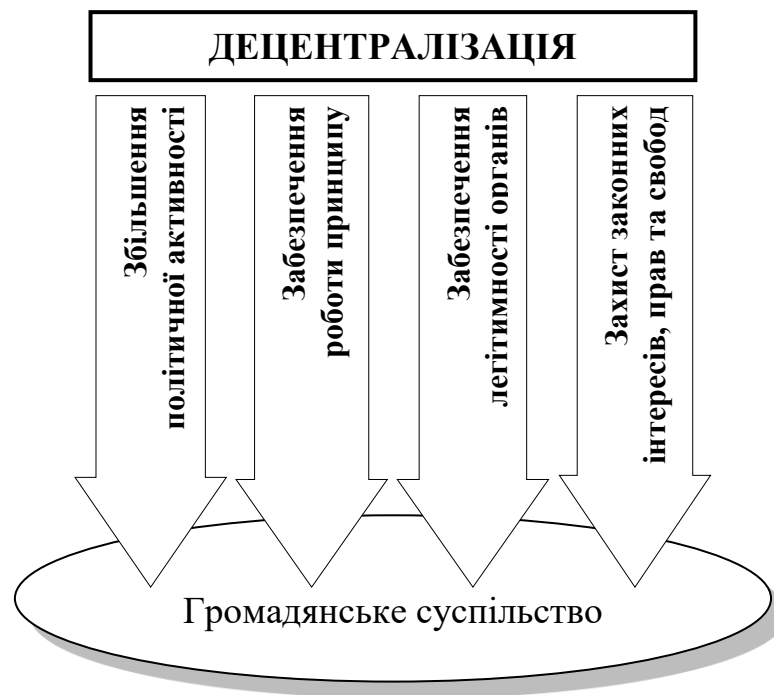 ДЕЦЕНТРАЛІЗАЦІЯ
Збільшення
політичної активності
Забезпечення
роботи принципу
Забезпечення
легітимності органів
Захист законних
інтересів, прав та свобод
Громадянське суспільство